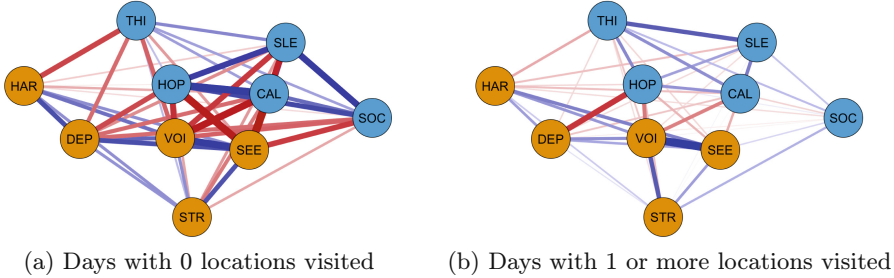 THI
SLE
HAR
HOP
CAL
SOC
DEP
VOI
SEE
STR
(a) Days with 0 locations visited
THI
SLE
HAR
HOP
CAL
SOC
DEP
VOI
SEE
STR
(b) Days with 1 or more locations visited